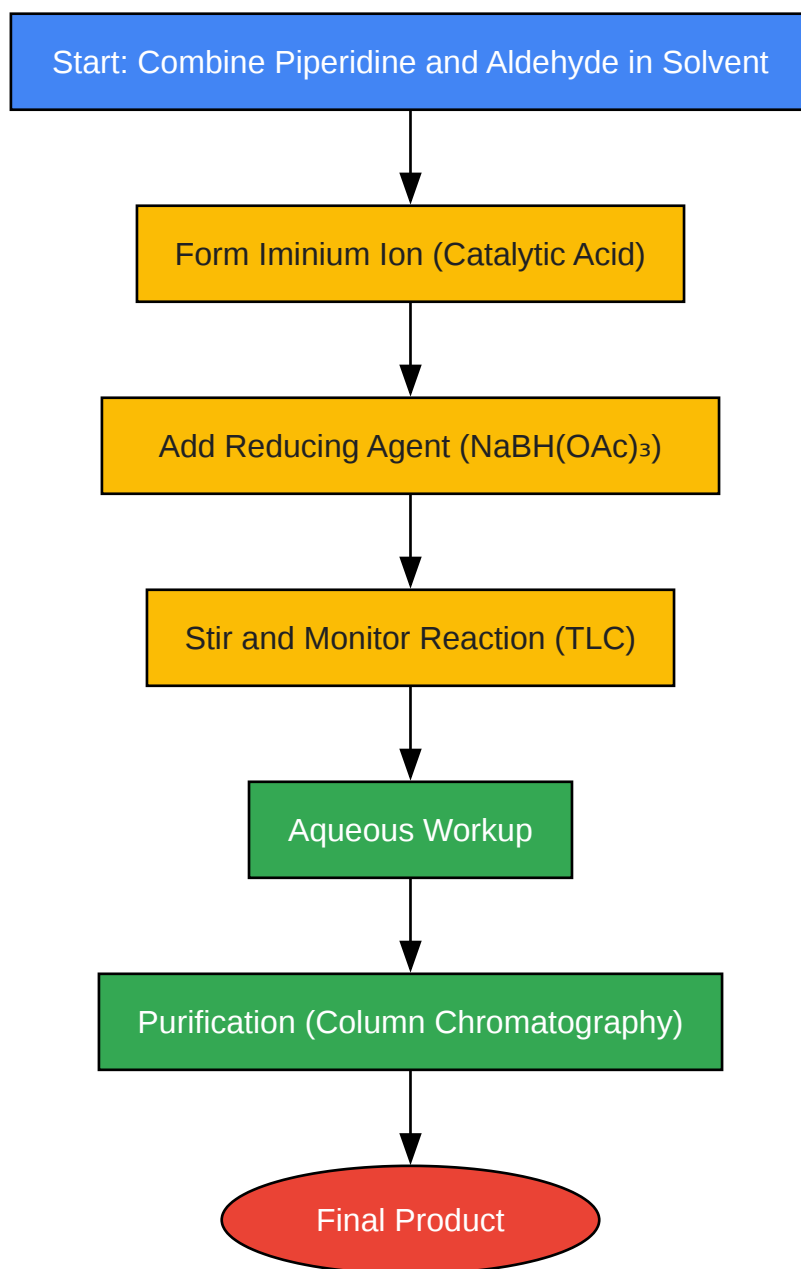 Start: Combine Piperidine and Aldehyde in Solvent
Form Iminium Ion (Catalytic Acid)
Add Reducing Agent (NaBH(OAc)₃)
Stir and Monitor Reaction (TLC)
Aqueous Workup
Purification (Column Chromatography)
Final Product